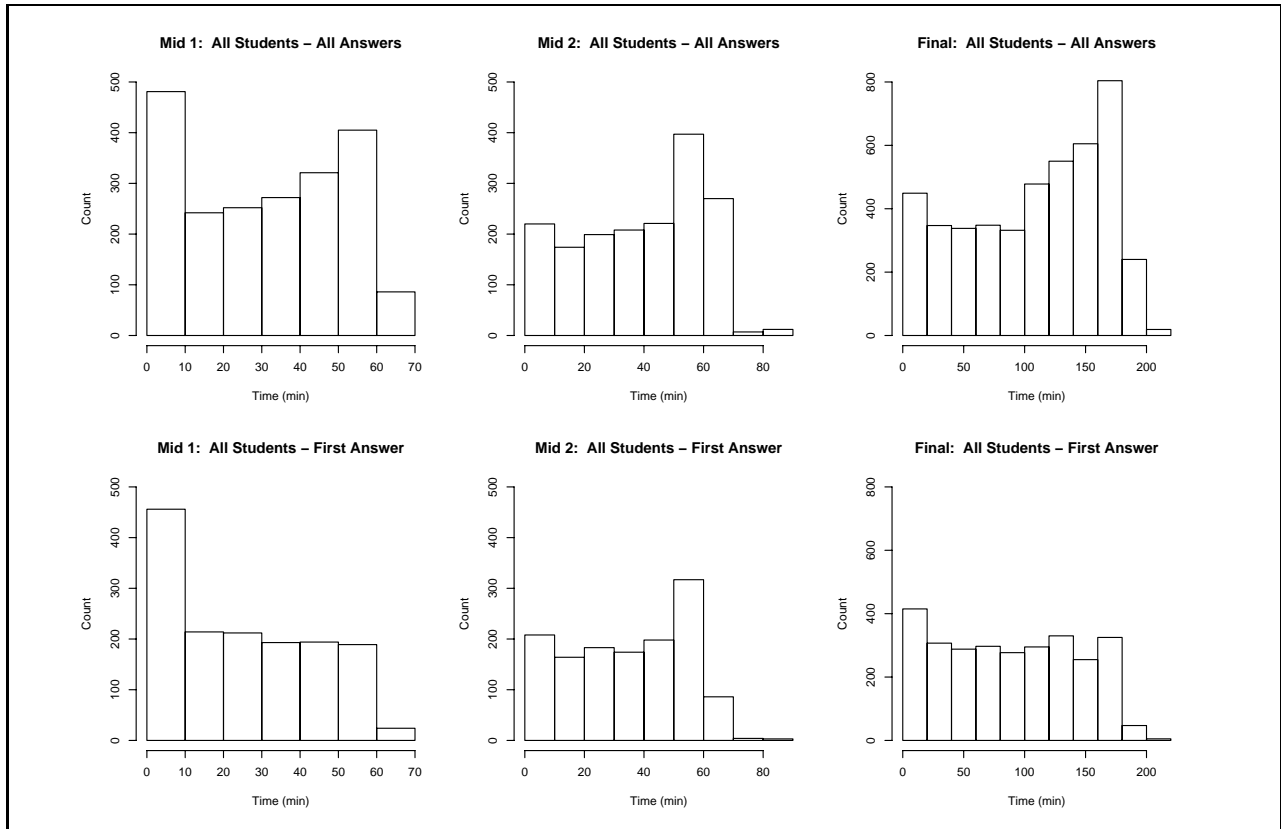 Mid 1:  All Students – All Answers
500
400
300
200
100
0
Count
0 10 20 30 40 50 60 70
Time (min)
Mid 2:  All Students – All Answers
500
400
300
200
100
0
Count
0 20 40 60 80
Time (min)
Final:  All Students – All Answers
800
600
400
200
0
Count
0 50 100 150 200
Time (min)
Mid 1:  All Students – First Answer
500
400
300
200
100
0
Count
0 10 20 30 40 50 60 70
Time (min)
Mid 2:  All Students – First Answer
500
400
300
200
100
0
Count
0 20 40 60 80
Time (min)
Final:  All Students – First Answer
800
600
400
200
0
Count
0 50 100 150 200
Time (min)